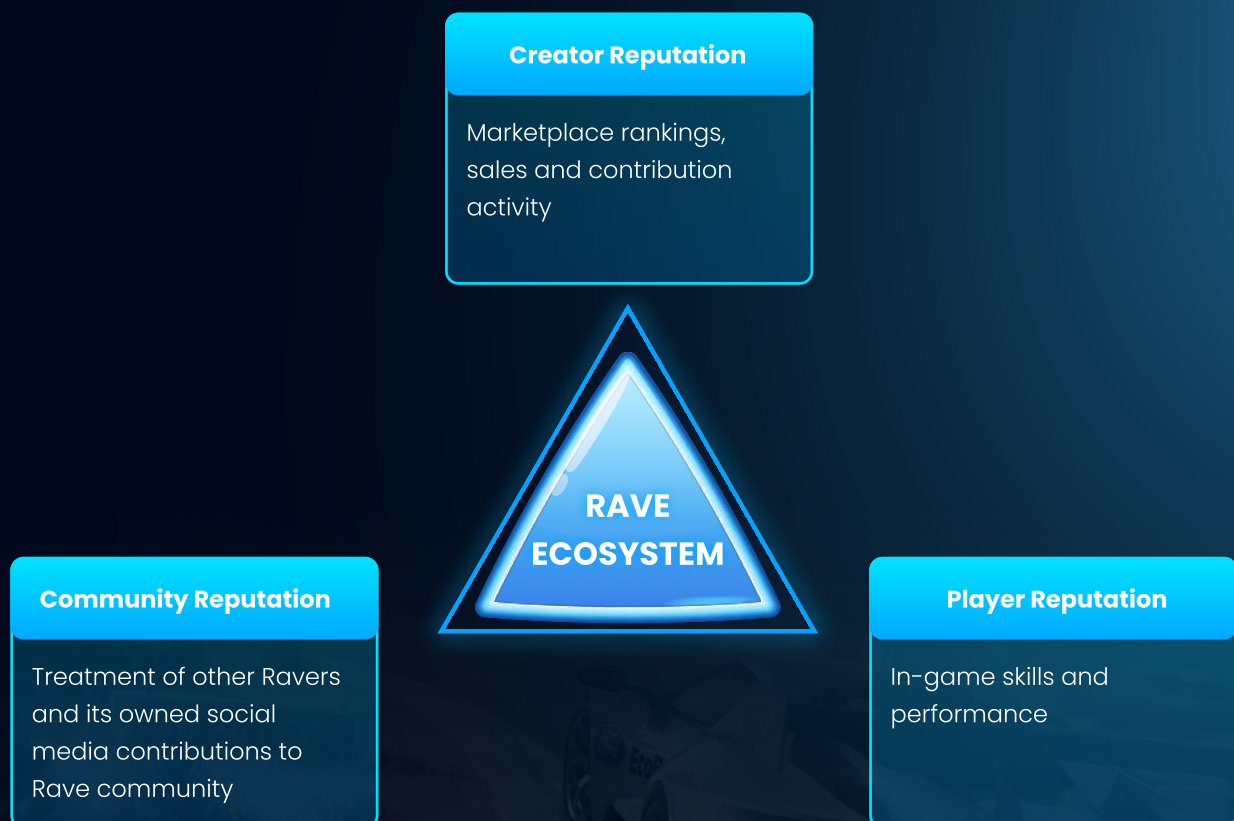 Creator Reputation
Marketplace rankings,
sales and contribution
activity
RAVE
ECOSYSTEM
Community Reputation
Treatment of other Ravers
and its owned social
media contributions to
Rave community
Player Reputation
In-game skills and
performance